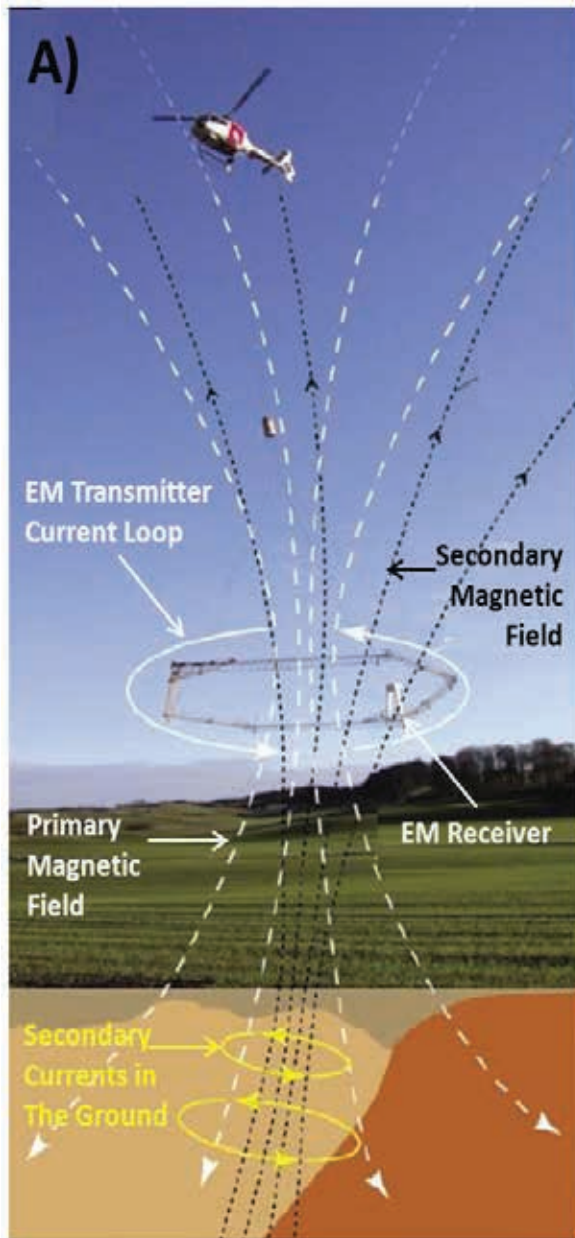 A)
EM Transmitter
Current Loop
Secondary
Magnetic
Field
Primary
Magnetic
Field
EM Receiver
Secondary
Currents in
The Ground